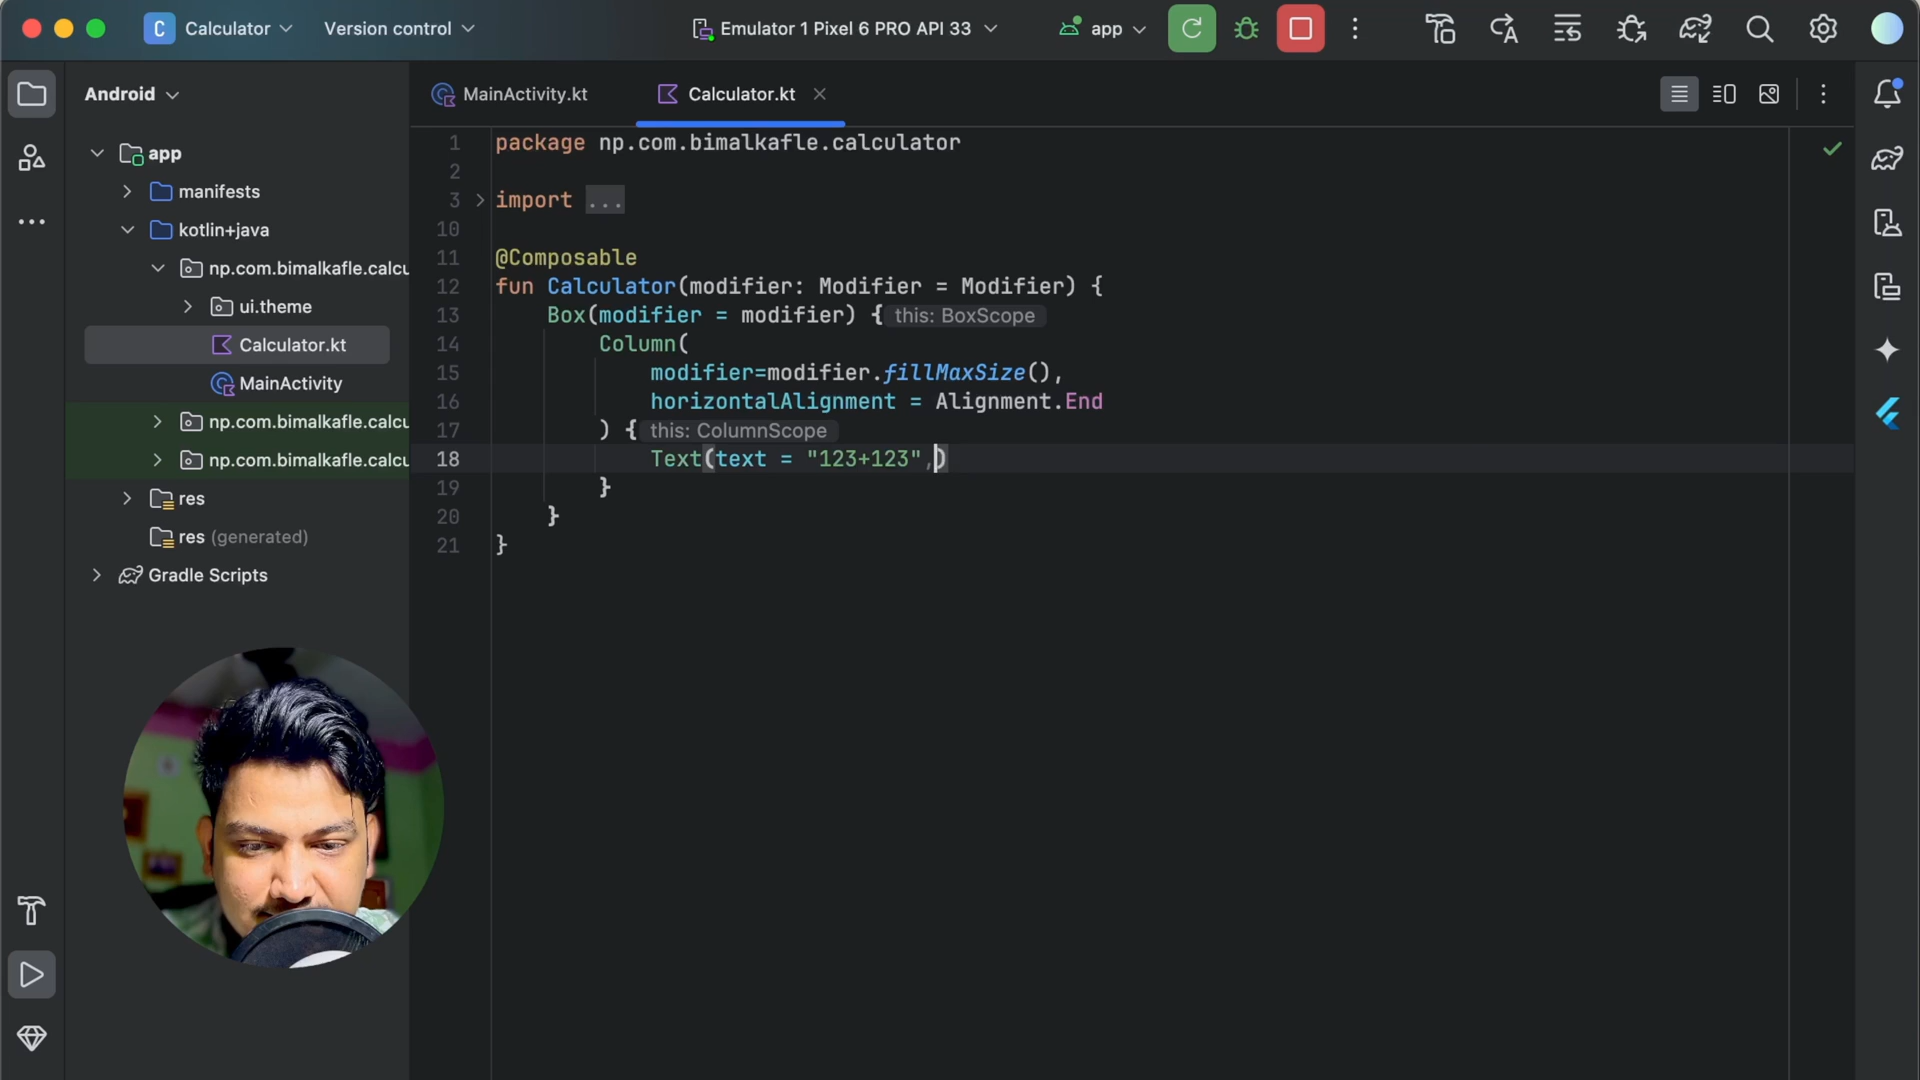 C Calculator Version control Emulator 1 Pixel 6 PRO API 33 app
Android MainActivity.kt Calculator.kt
app
manifests
kotlin+java
np.com.bimalkafle.calcu
ui.theme
Calculator.kt
MainActivity
np.com.bimalkafle.calcu
np.com.bimalkafle.calcu
res
res (generated)
Gradle Scripts
1 package np.com.bimalkafle.calculator
2
3 import ...
10
11 @Composable
12 fun Calculator(modifier: Modifier = Modifier) {
13 Box(modifier = modifier) { this: BoxScope
14 Column(
15 modifier=modifier.fillMaxSize(),
16 horizontalAlignment = Alignment.End
17 ) { this: ColumnScope
18 Text(text = "123+123",)
19 }
20 }
21 }